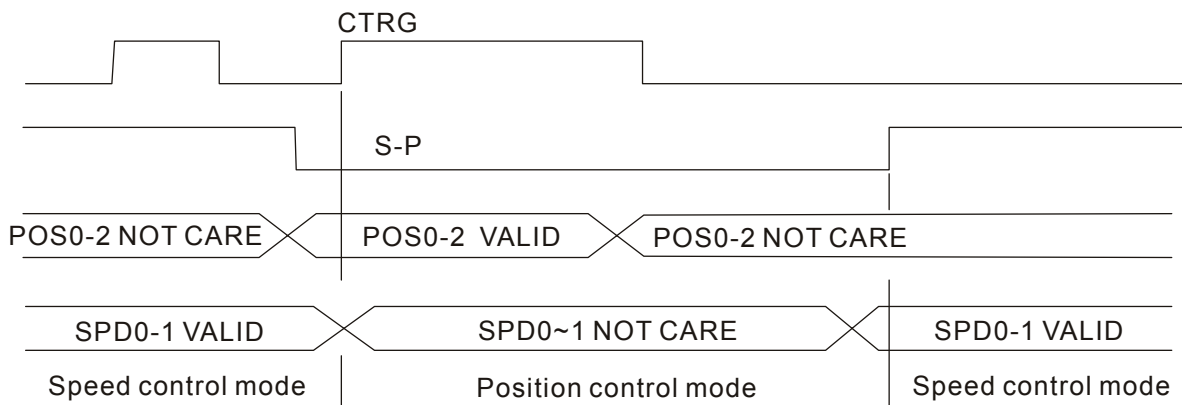 CTRG
S-P
POS0-2 NOT CARE
POS0-2 VALID
POS0-2 NOT CARE
SPD0-1 VALID
SPD0~1 NOT CARE
SPD0-1 VALID
Speed control mode
Position control mode
Speed control mode